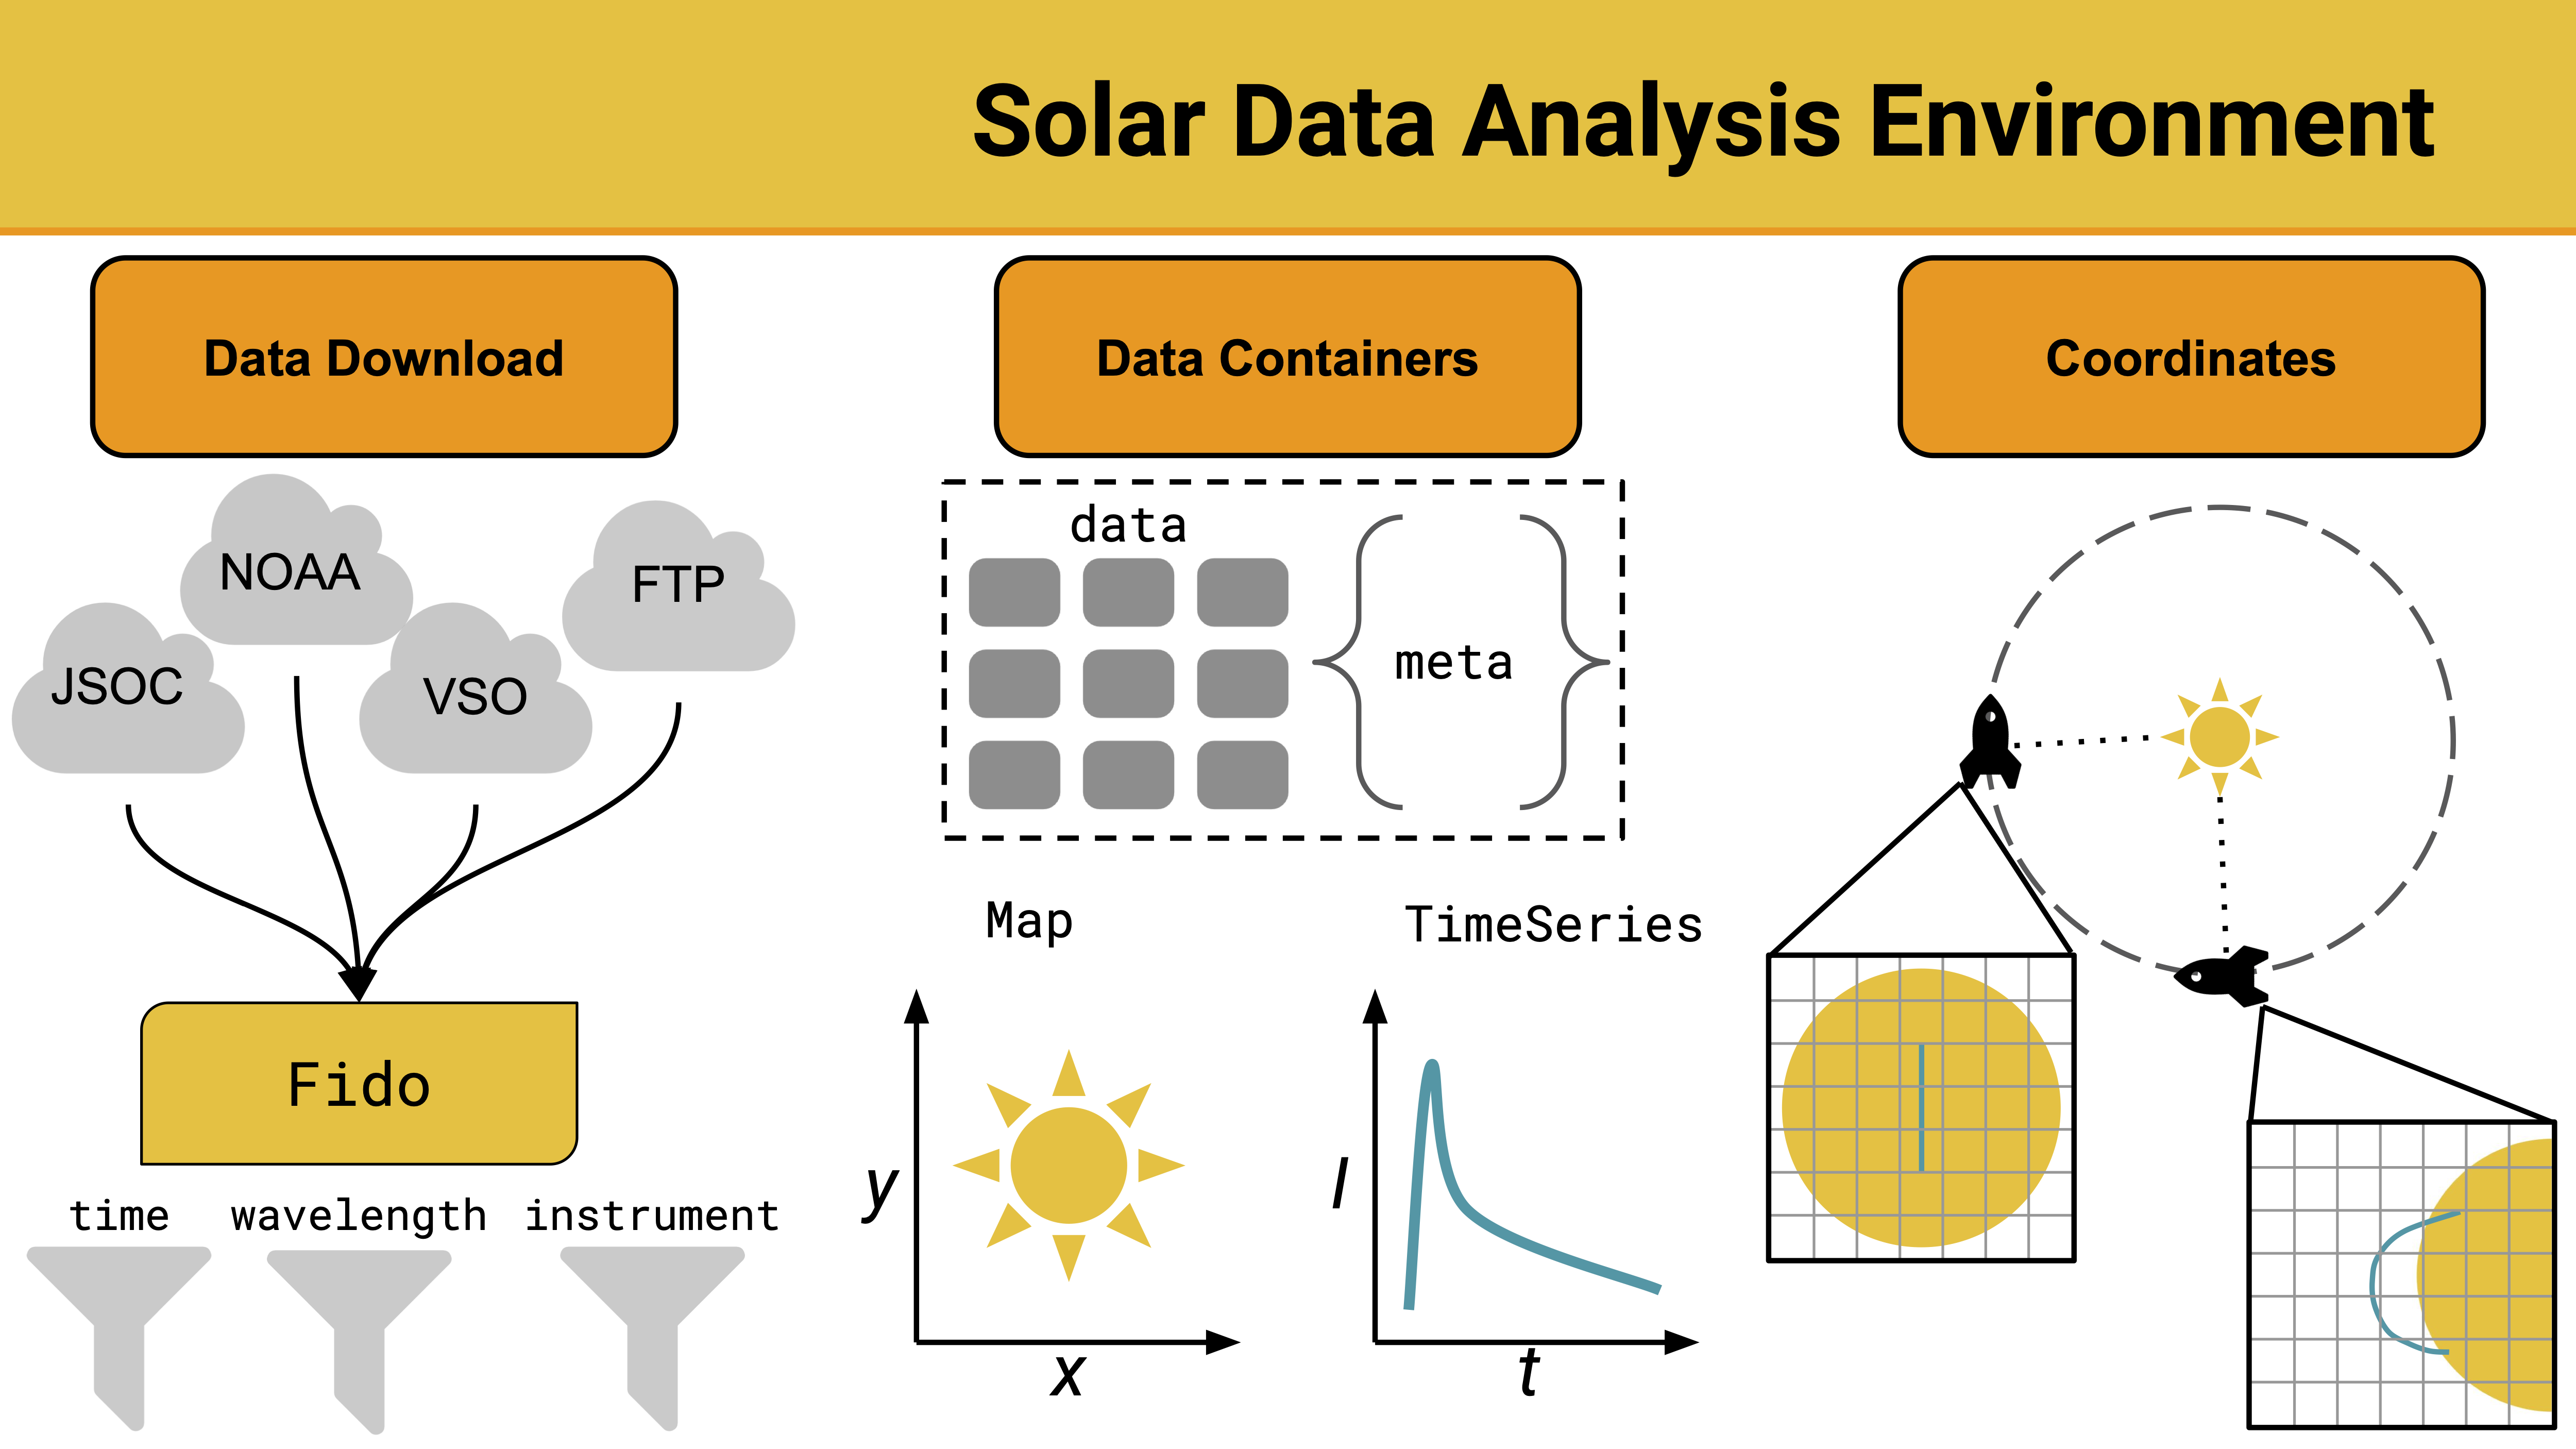 Solar Data Analysis Environment
Data Download
NOAA
FTP
JSOC
VSO
Fido
time
wavelength
instrument
Data Containers
data
meta
Map
y
x
TimeSeries
I
t
Coordinates